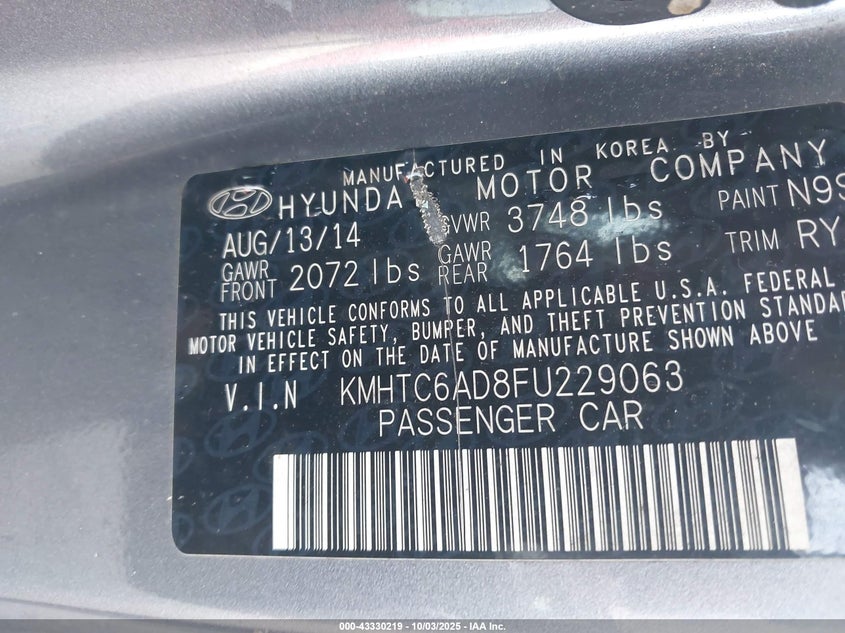 MANUFACTURED IN KOREA BY
HYUNDAI MOTOR COMPANY
AUG/13/14 GVWR 3748 lbs PAINT
GAWR FRONT 2072 lbs GAWR REAR 1764 lbs TRIM RY
THIS VEHICLE CONFORMS TO ALL APPLICABLE U.S.A. FEDERAL
MOTOR VEHICLE SAFETY, BUMPER, AND THEFT PREVENTION STANDAR
IN EFFECT ON THE DATE OF MANUFACTURE SHOWN ABOVE
V.I.N KMHTC6AD8FU229063
PASSENGER CAR
000-43330219 - 10/03/2025 - IAA Inc.